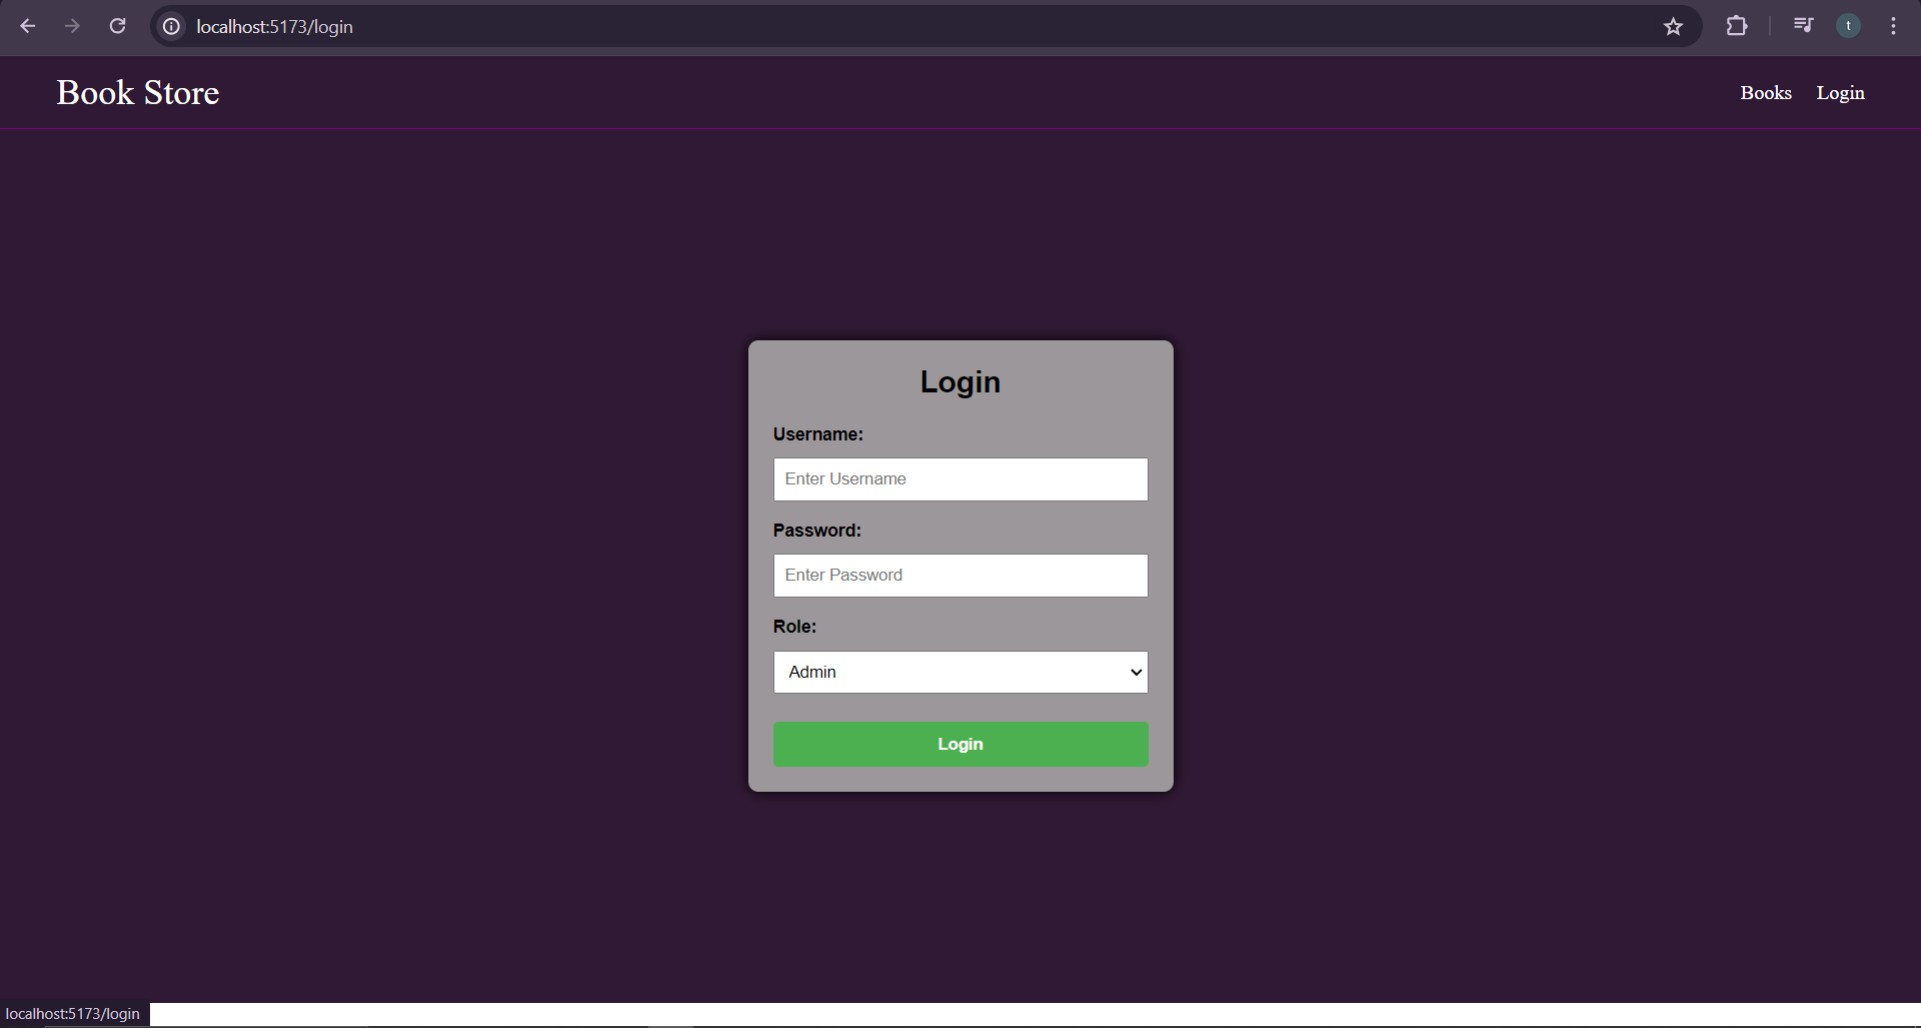 localhost:5173/login
t
Book Store
Books Login
Login
Username:
Enter Username
Password:
Enter Password
Role:
Admin
Login
localhost:5173/login